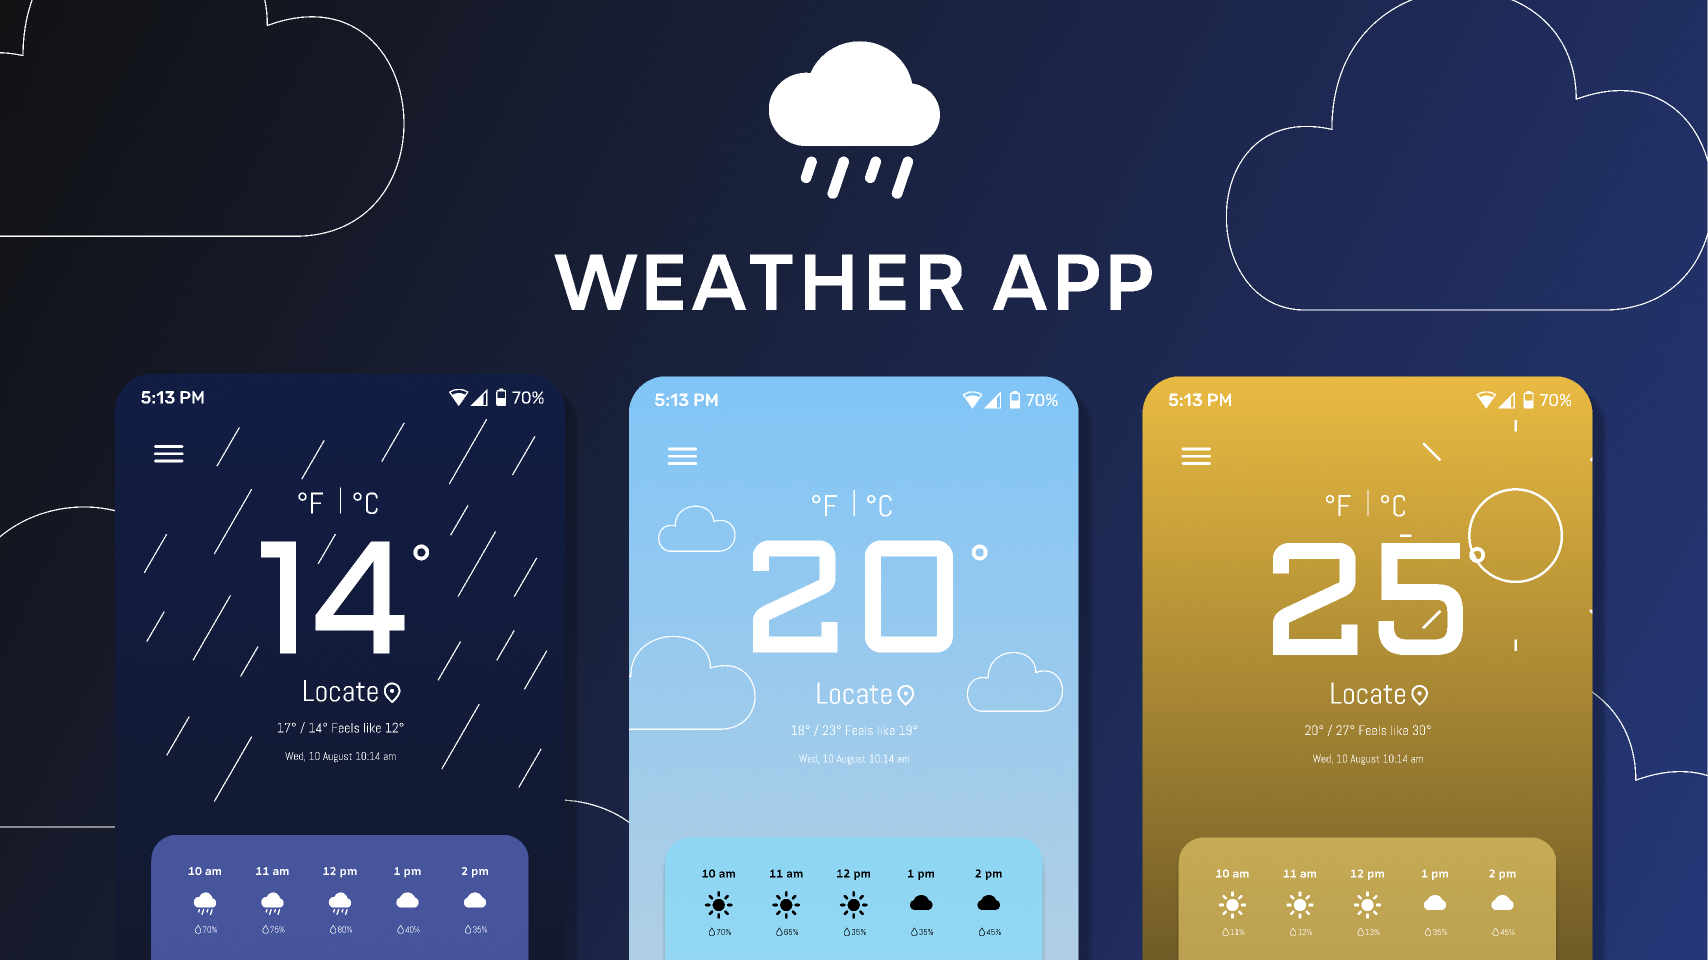 WEATHER APP
5:13 PM 70%
°F | °C
14°
Locate
17° / 14° Feels like 12°
Wed, 10 August 10:14 am
10 am 11 am 12 pm 1 pm 2 pm
70% 75% 80% 40% 35%
5:13 PM 70%
°F | °C
20°
Locate
18° / 23° Feels like 19°
Wed, 10 August 10:14 am
10 am 11 am 12 pm 1 pm 2 pm
70% 65% 35% 35% 45%
5:13 PM 70%
°F | °C
25°
Locate
20° / 27° Feels like 30°
Wed, 10 August 10:14 am
10 am 11 am 12 pm 1 pm 2 pm
11% 12% 13% 35% 45%